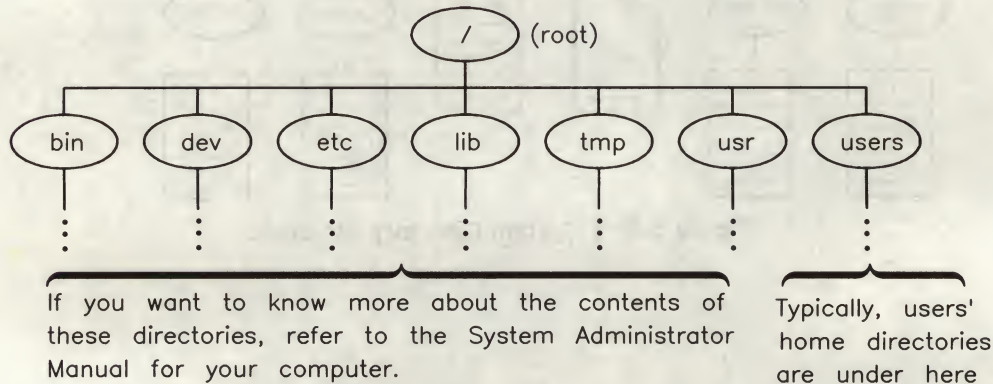 / (root)
bin dev etc lib tmp usr users
If you want to know more about the contents of
these directories, refer to the System Administrator
Manual for your computer.
Typically, users'
home directories
are under here